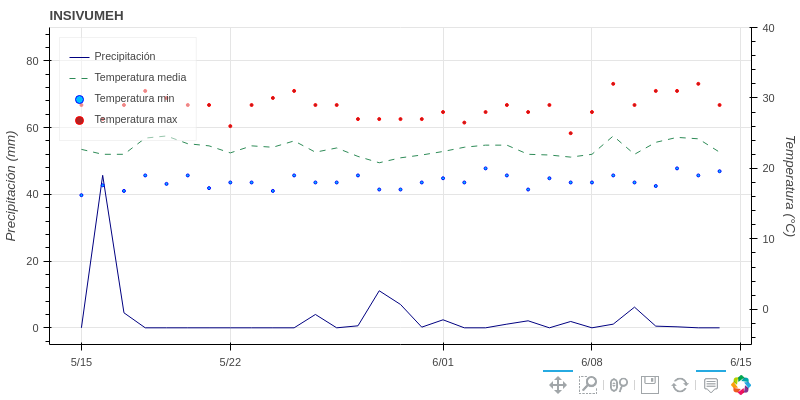 INSIVUMEH
Precipitación
Temperatura media
Temperatura min
Temperatura max
Precipitación (mm)
80
60
40
20
0
Temperatura (°C)
40
30
20
10
0
5/15
5/22
6/01
6/08
6/15